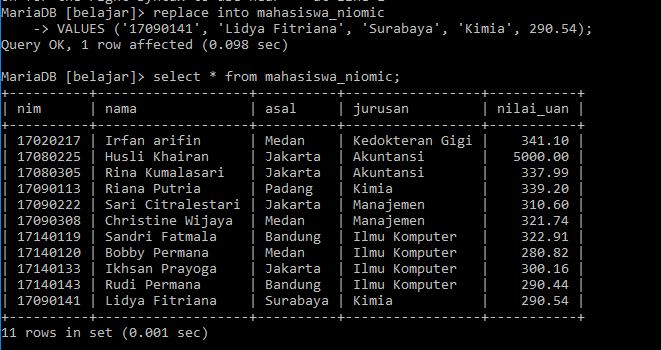 MariaDB [belajar]> replace into mahasiswa_niomic
    -> VALUES ('17090141', 'Lidya Fitriana', 'Surabaya', 'Kimia', 290.54);
Query OK, 1 row affected (0.098 sec)

MariaDB [belajar]> select * from mahasiswa_niomic;
+----------+-------------------+----------+------------------+-----------+
| nim      | nama              | asal     | jurusan          | nilai_uan |
+----------+-------------------+----------+------------------+-----------+
| 17020217 | Irfan arifin      | Medan    | Kedokteran Gigi  |    341.10 |
| 17080225 | Husli Khairan     | Jakarta  | Akuntansi        |   5000.00 |
| 17080305 | Rina Kumalasari   | Jakarta  | Akuntansi        |    337.99 |
| 17090113 | Riana Putria      | Padang   | Kimia            |    339.20 |
| 17090222 | Sari Citralestari | Jakarta  | Manajemen        |    310.60 |
| 17090308 | Christine Wijaya  | Medan    | Manajemen        |    321.74 |
| 17140119 | Sandri Fatmala    | Bandung  | Ilmu Komputer    |    322.91 |
| 17140120 | Bobby Permana     | Medan    | Ilmu Komputer    |    280.82 |
| 17140133 | Ikhsan Prayoga    | Jakarta  | Ilmu Komputer    |    300.16 |
| 17140143 | Rudi Permana      | Bandung  | Ilmu Komputer    |    290.44 |
| 17090141 | Lidya Fitriana    | Surabaya | Kimia            |    290.54 |
+----------+-------------------+----------+------------------+-----------+
11 rows in set (0.001 sec)